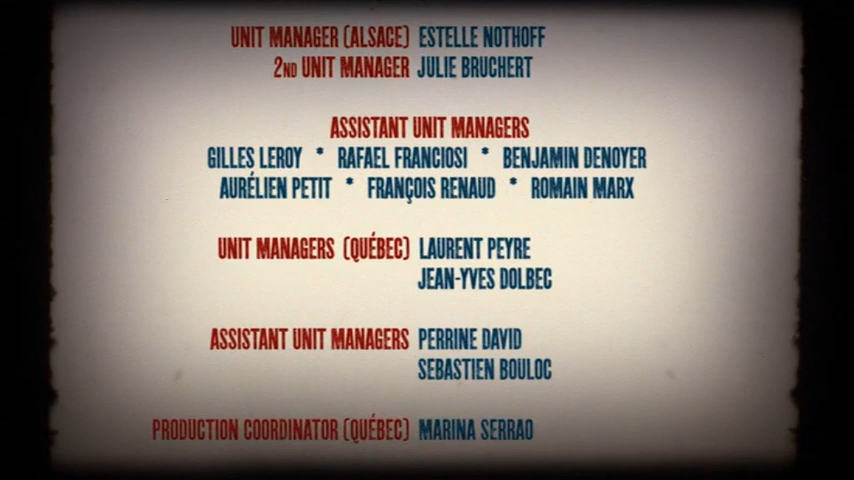 UNIT MANAGER (ALSACE) ESTELLE NOTHOFF
2ND UNIT MANAGER JULIE BRUCHERT
ASSISTANT UNIT MANAGERS
GILLES LEROY * RAFAEL FRANCIOSI * BENJAMIN DENOYER
AURÉLIEN PETIT * FRANÇOIS RENAUD * ROMAIN MARX
UNIT MANAGERS (QUÉBEC) LAURENT PEYRE
JEAN-YVES DOLBEC
ASSISTANT UNIT MANAGERS PERRINE DAVID
SEBASTIEN BOULOC
PRODUCTION COORDINATOR (QUÉBEC) MARINA SERRAO